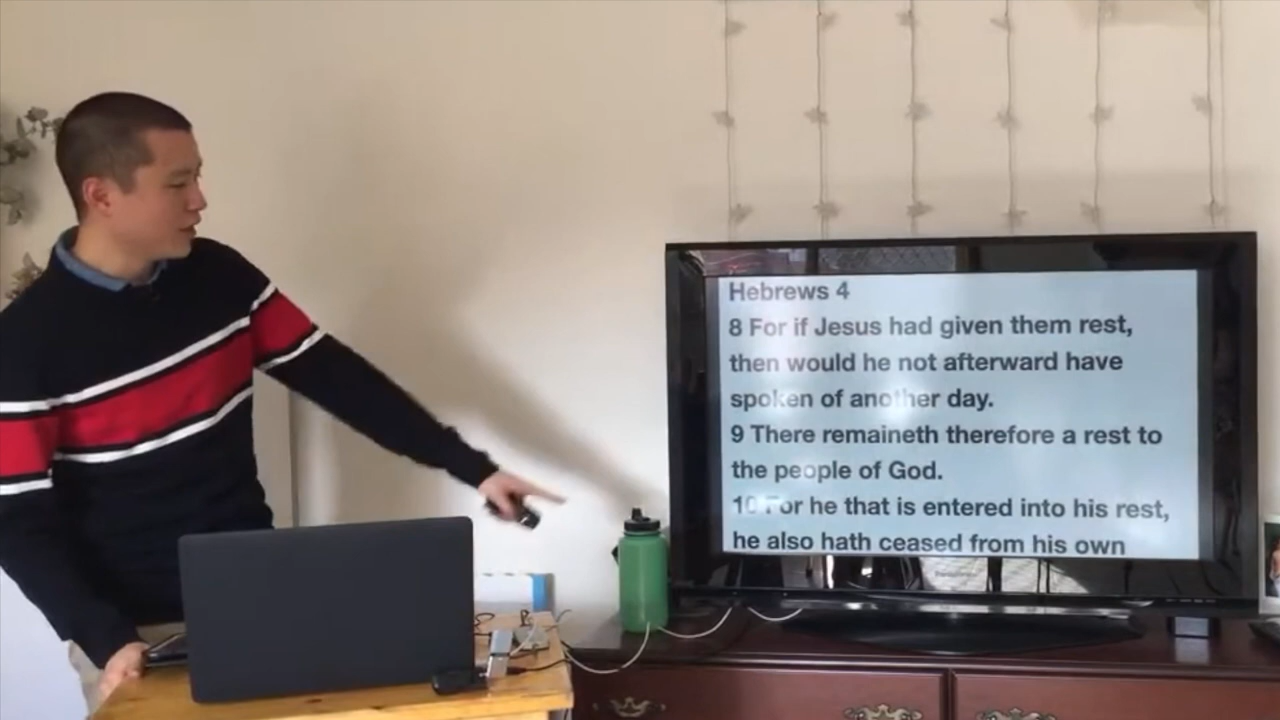 Hebrews 4
8 For if Jesus had given them rest,
then would he not afterward have
spoken of another day.
9 There remaineth therefore a rest to
the people of God.
10 For he that is entered into his rest,
he also hath ceased from his own